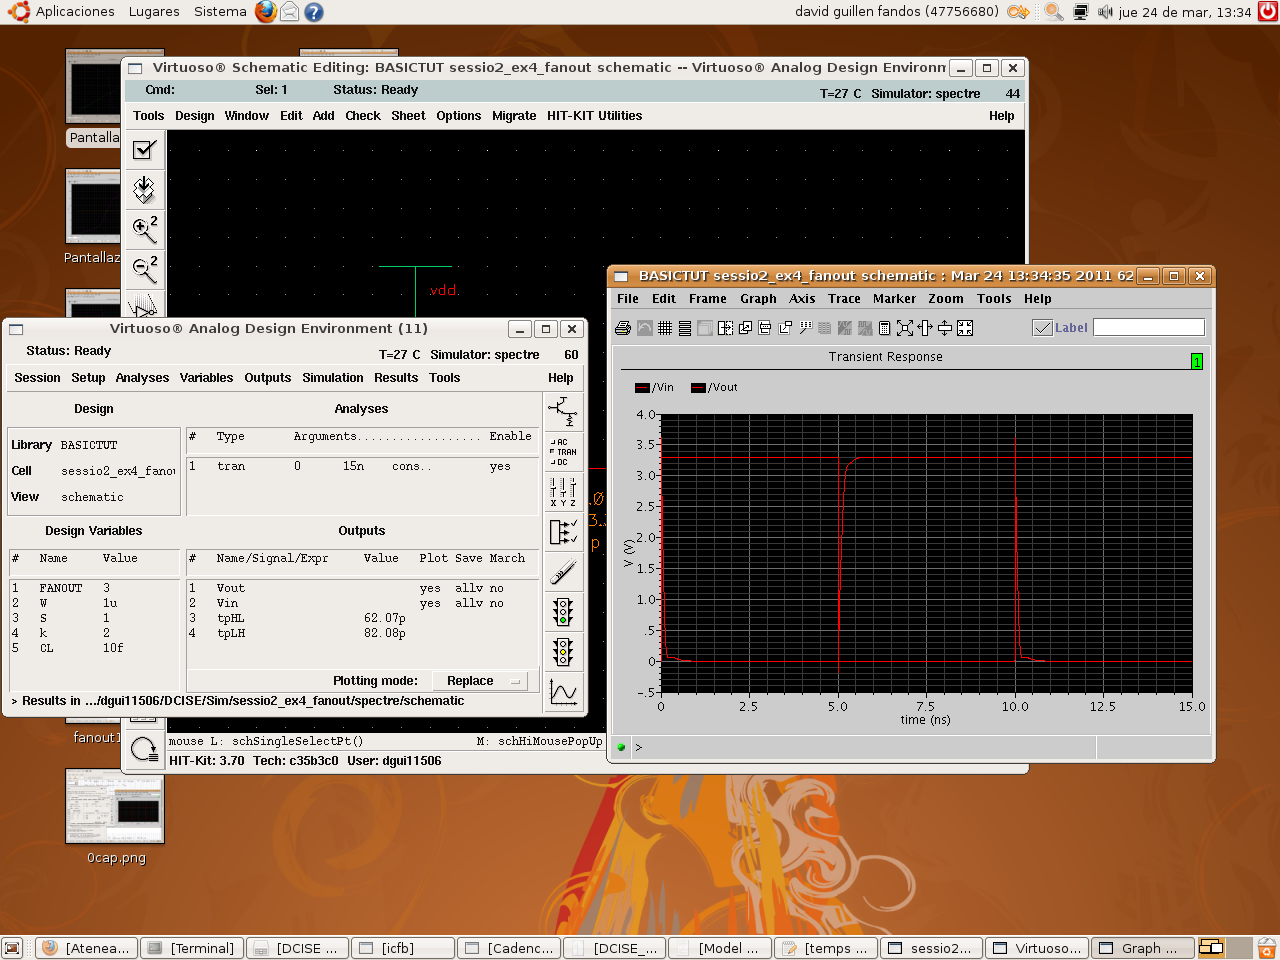 Aplicaciones Lugares Sistema ? david guillen fandos (47756680) jue 24 de mar, 13:34
Virtuoso® Schematic Editing: BASICTUT sessio2_ex4_fanout schematic -- Virtuoso® Analog Design Environm
Cmd: Sel: 1 Status: Ready T=27 C Simulator: spectre 44
Tools Design Window Edit Add Check Sheet Options Migrate HIT-KIT Utilities Help
Pantalla
2
Pantallaz
2
vdd
BASICTUT sessio2_ex4_fanout schematic : Mar 24 13:34:35 2011 62
File Edit Frame Graph Axis Trace Marker Zoom Tools Help
Label
Transient Response
1
/Vin /Vout
4.0
3.5
3.0
2.5
2.0
1.5
1.0
.5
0
-.5
V (V)
0 2.5 5.0 7.5 10.0 12.5 15.0
time (ns)
>
Virtuoso® Analog Design Environment (11)
Status: Ready T=27 C Simulator: spectre 60
Session Setup Analyses Variables Outputs Simulation Results Tools Help
Design Analyses
Library BASICTUT
Cell sessio2_ex4_fanou
View schematic
# Type Arguments.................. Enable
1 tran 0 15n cons.. yes
AC
TRAN
DC
X Y Z
Design Variables Outputs
# Name Value
1 FANOUT 3
2 W 1u
3 S 1
4 k 2
5 CL 10f
# Name/Signal/Expr Value Plot Save March
1 Vout yes allv no
2 Vin yes allv no
3 tpHL 62.07p
4 tpLH 82.08p
Plotting mode: Replace
> Results in .../dgui11506/DCISE/Sim/sessio2_ex4_fanout/spectre/schematic
fanout1
mouse L: schSingleSelectPt() M: schHiMousePopUp
HIT-Kit: 3.70 Tech: c35b3c0 User: dgui11506
0cap.png
[Atenea... [Terminal] [DCISE ... [icfb] [Cadenc... [DCISE_... [Model ... [temps ... sessio2... Virtuoso... Graph ...